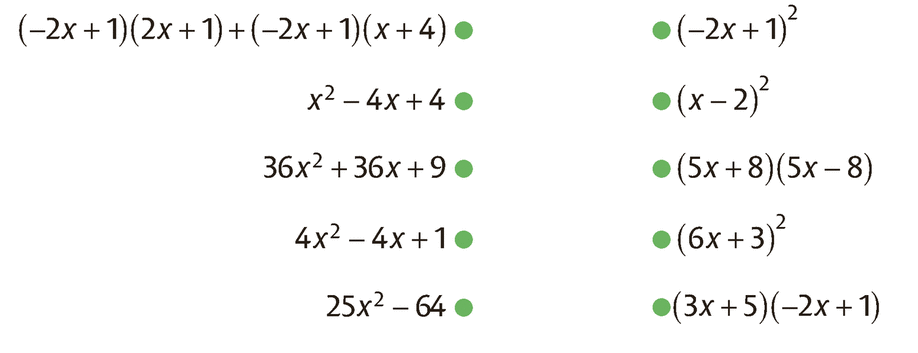 (–2x + 1)(2x + 1) + (–2x + 1)(x + 4) (–2x + 1)²
x² – 4x + 4 (x – 2)²
36x² + 36x + 9 (5x + 8)(5x – 8)
4x² – 4x + 1 (6x + 3)²
25x² – 64 (3x + 5)(–2x + 1)